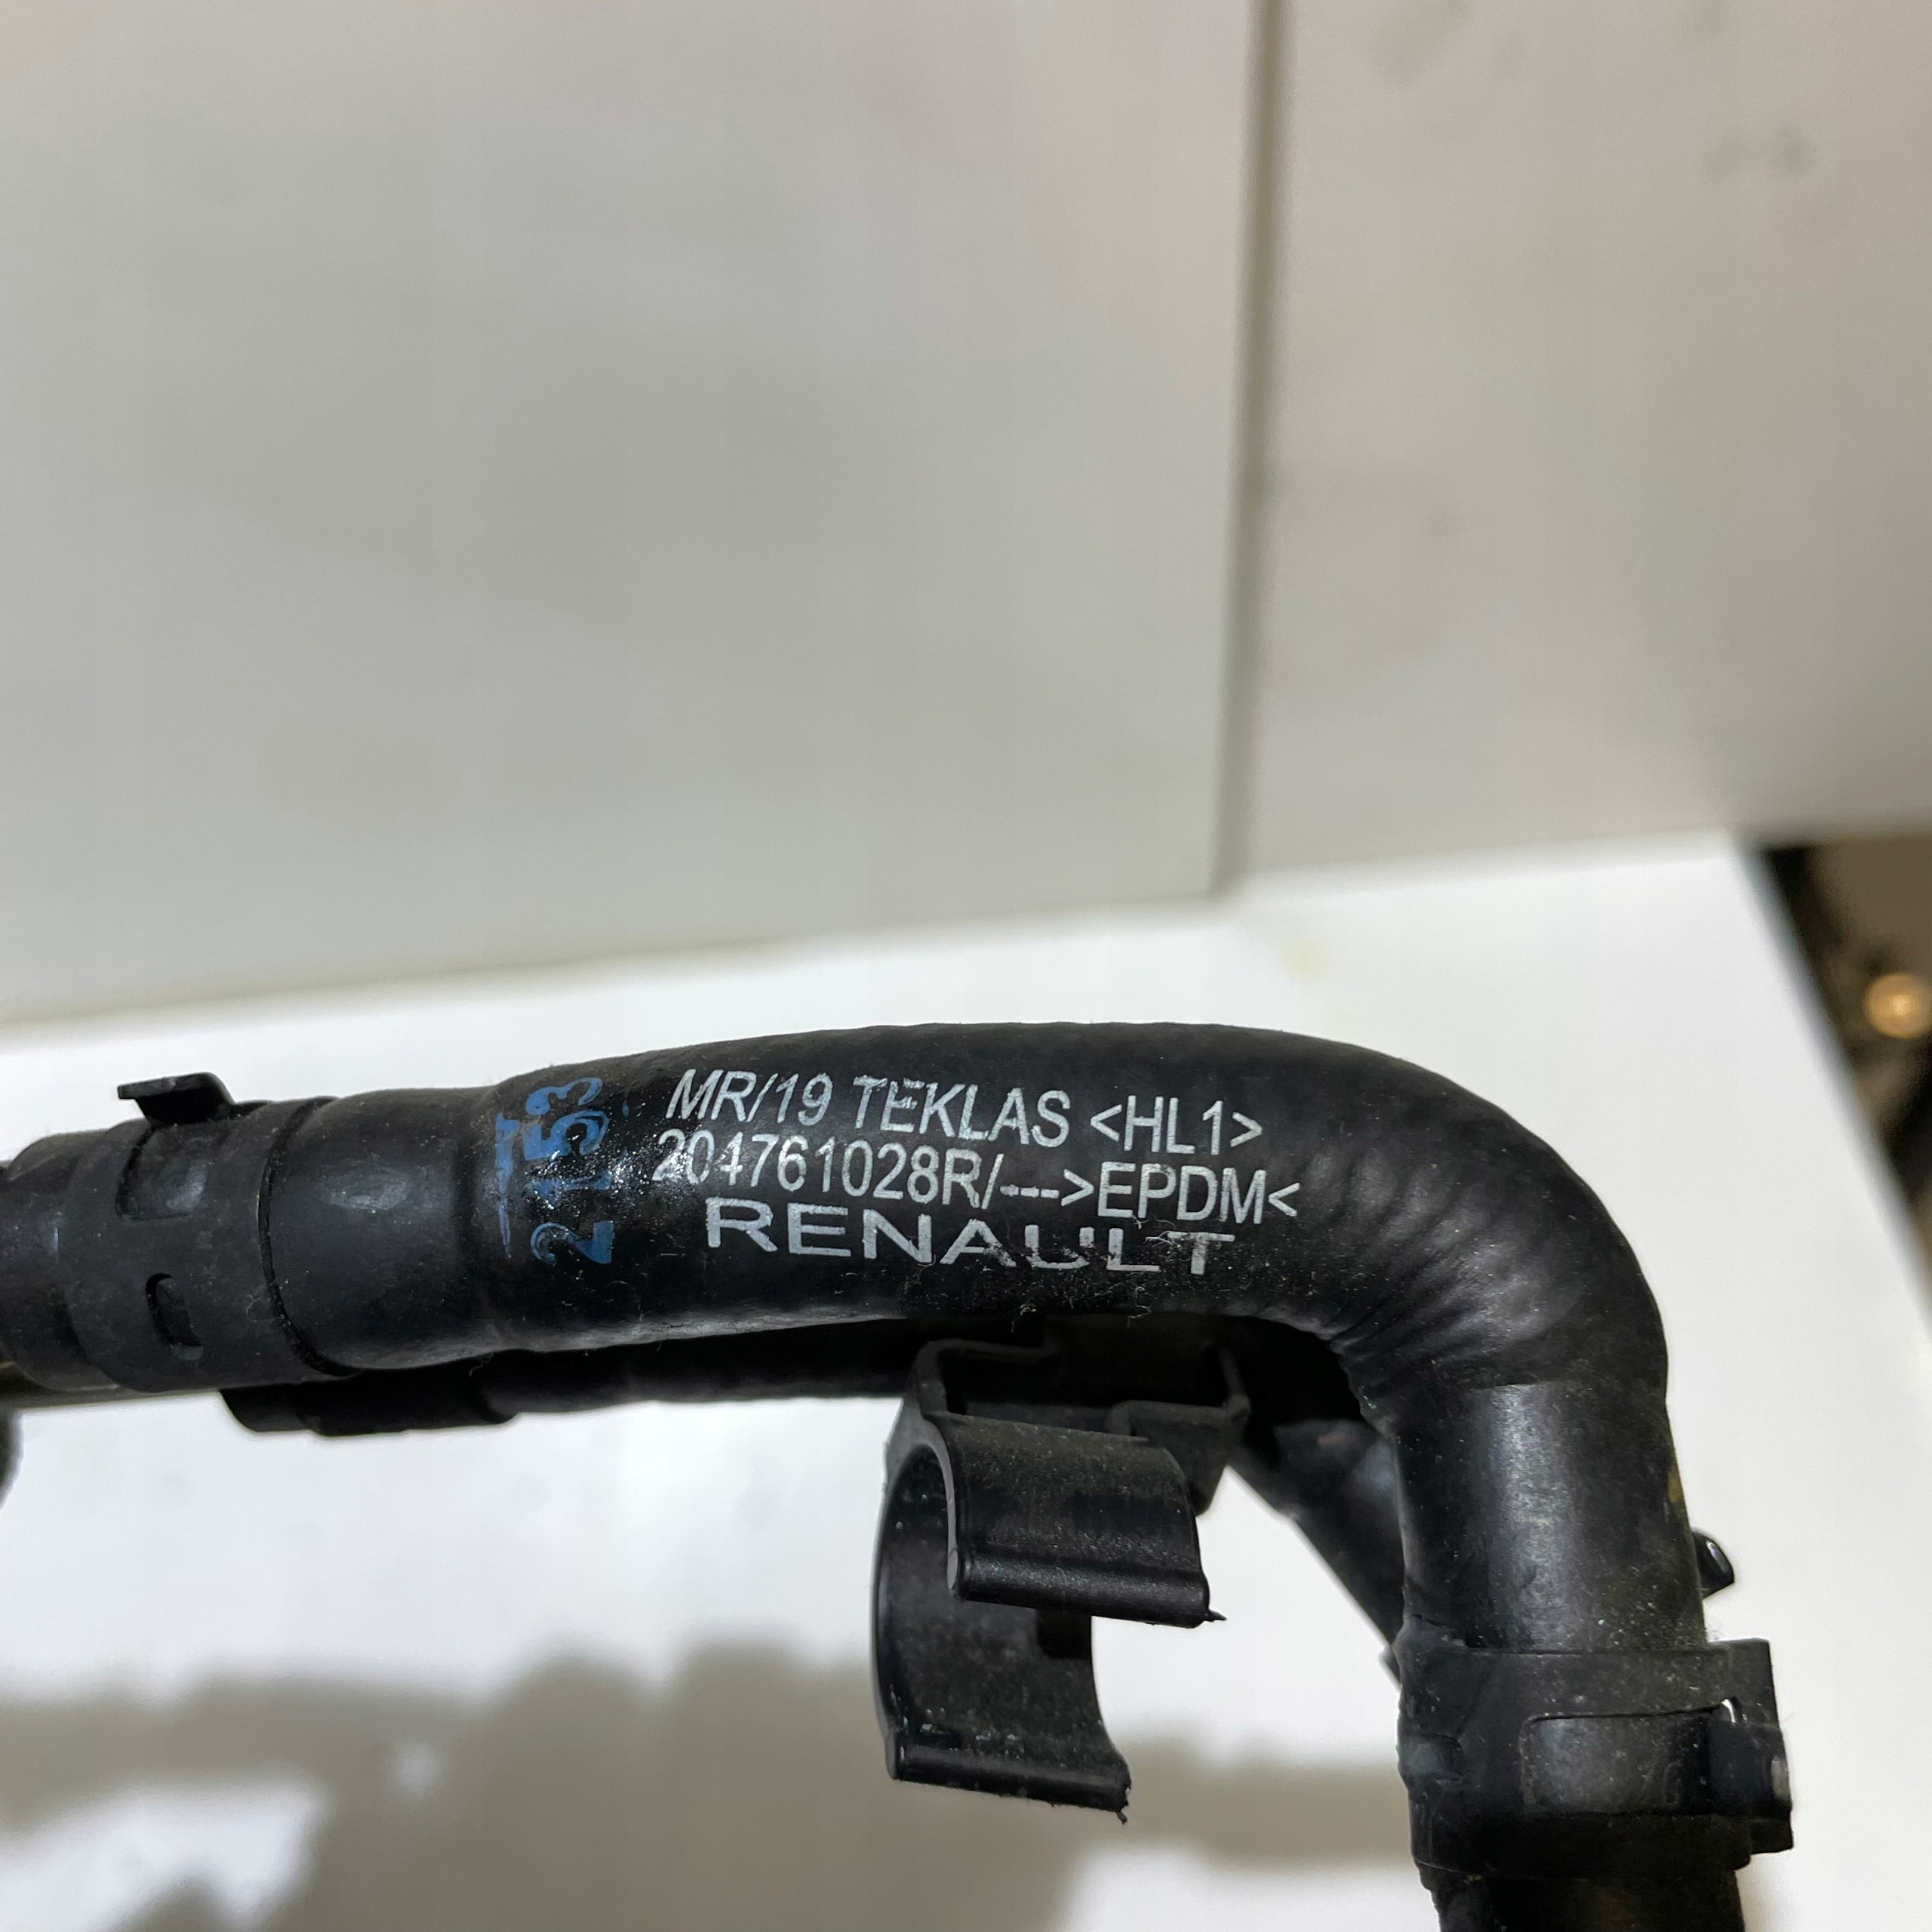 MR/19 TEKLAS <HL1>
204761028R/--->EPDM<
RENAULT
2153